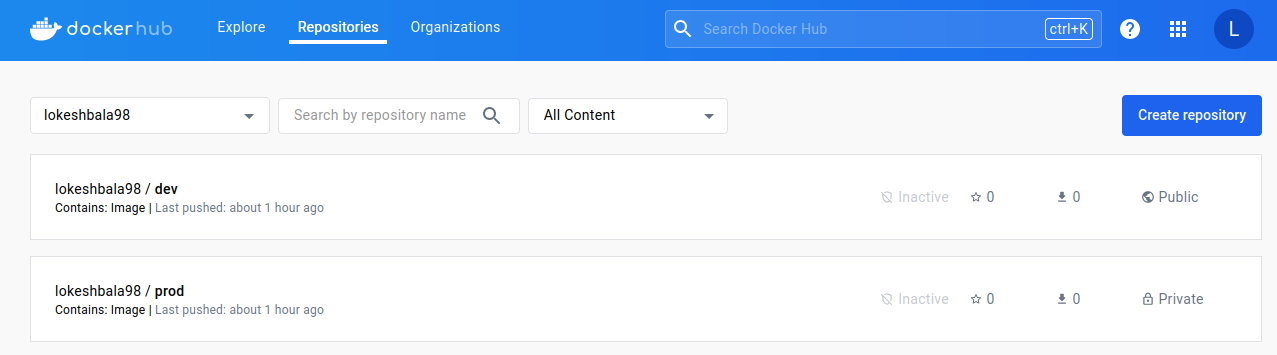 dockerhub Explore Repositories Organizations Search Docker Hub ctrl+K L
lokeshbala98 Search by repository name All Content Create repository
lokeshbala98 / dev
Contains: Image | Last pushed: about 1 hour ago
Inactive 0 0 Public
lokeshbala98 / prod
Contains: Image | Last pushed: about 1 hour ago
Inactive 0 0 Private